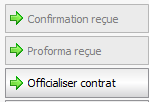 Confirmation reçue
Proforma reçue
Officialiser contrat